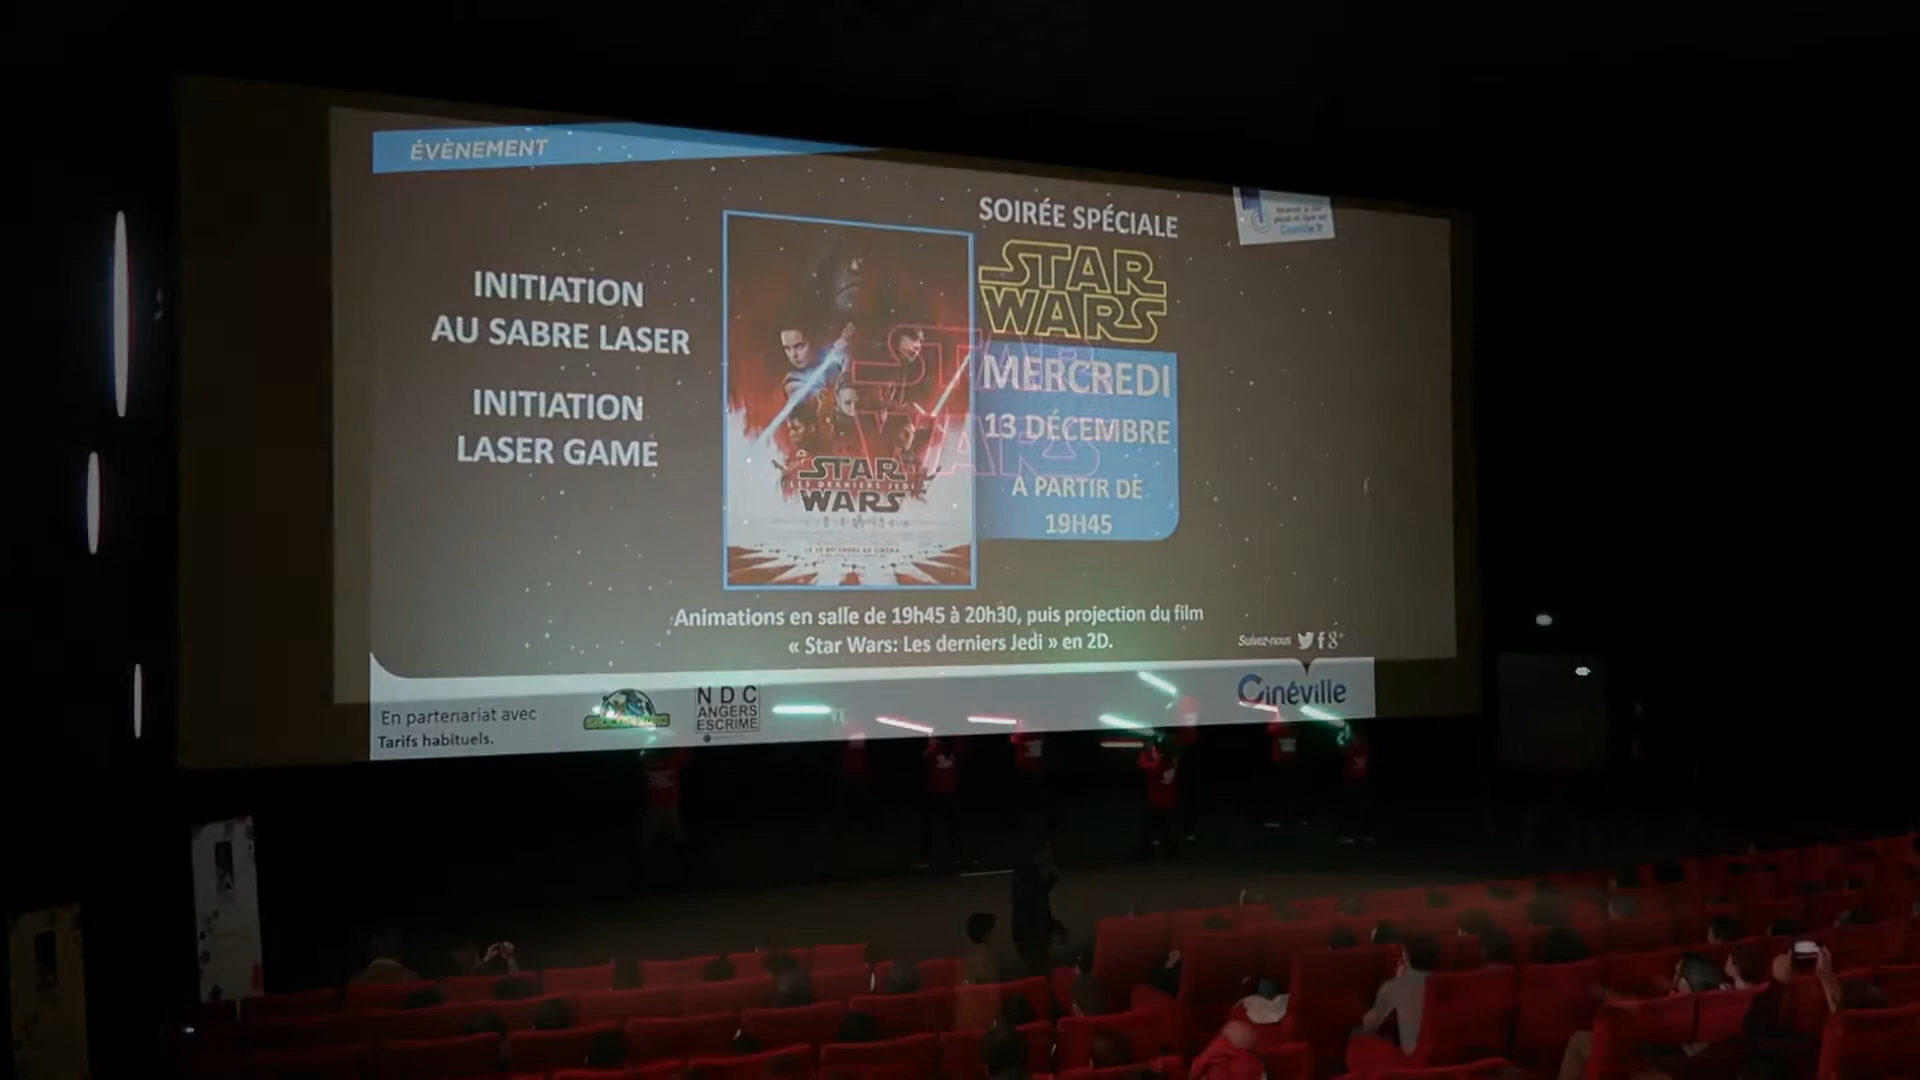 ÉVÈNEMENT
SOIRÉE SPÉCIALE
STAR
WARS
INITIATION
AU SABRE LASER
INITIATION
LASER GAME
STAR
LES DERNIERS JEDI
WARS
STAR
WARS
MERCREDI
13 DÉCEMBRE
A PARTIR DE
19H45
Animations en salle de 19h45 à 20h30, puis projection du film
« Star Wars: Les derniers Jedi » en 2D.
Suivez-nous
En partenariat avec
Tarifs habituels.
NDC
ANGERS
ESCRIME
Cinéville